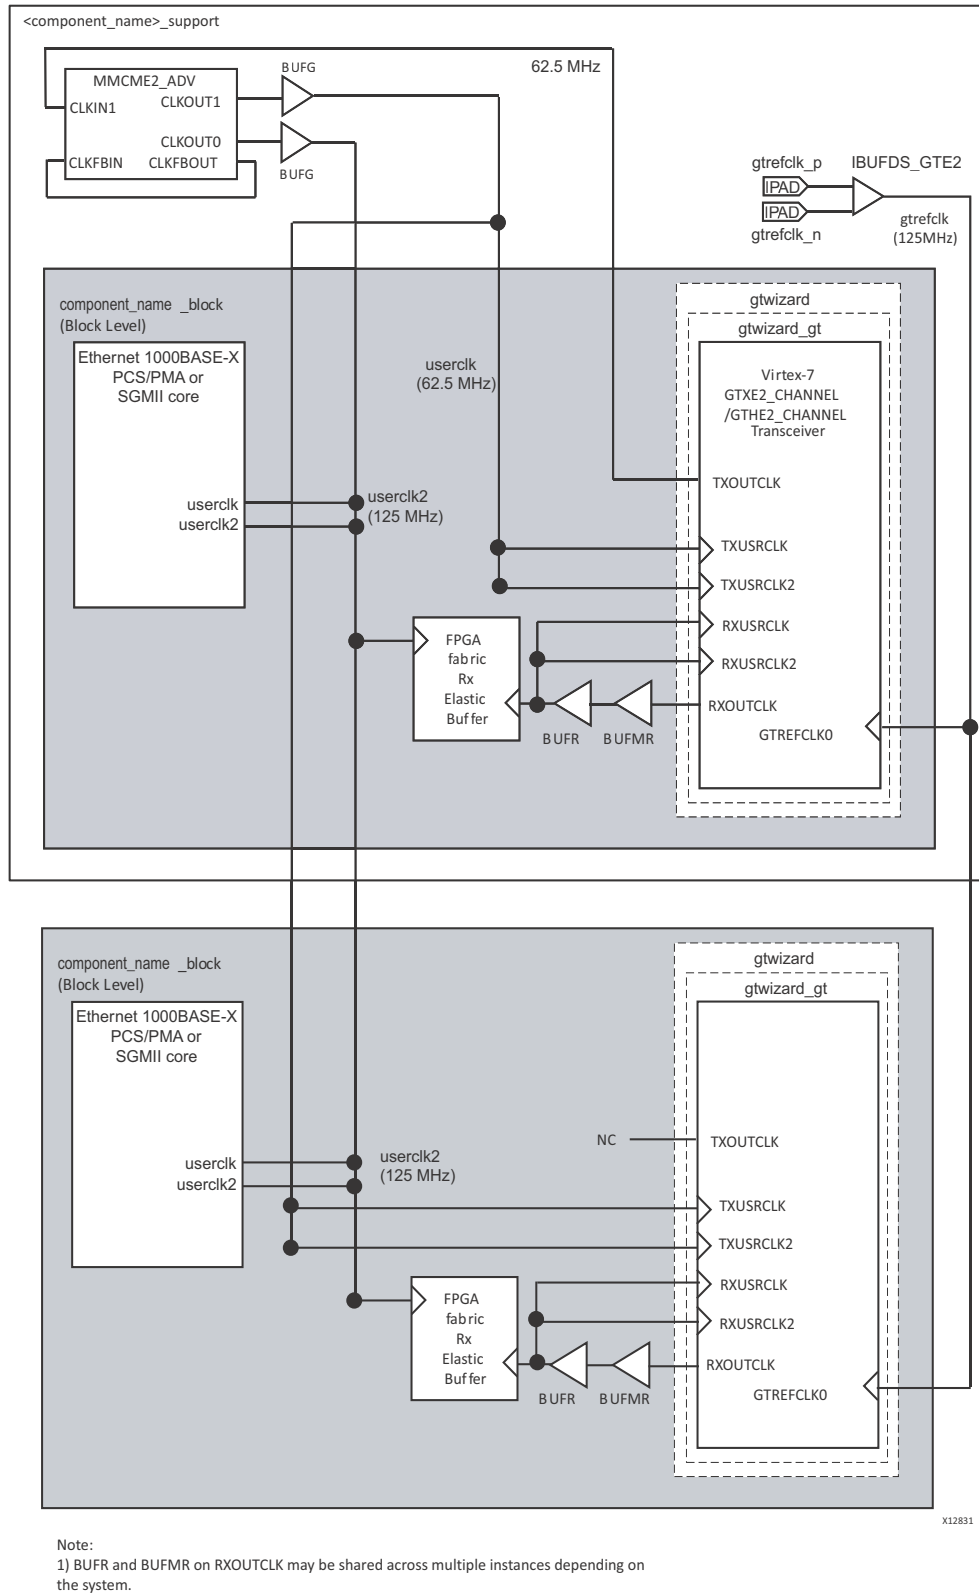 <component_name>_support
BUFG
62.5 MHz
MMCME2_ADV
CLKIN1
CLKOUT1
CLKOUT0
CLKFBIN
CLKFBOUT
BUFG
gtrefclk_p
IBUFDS_GTE2
IPAD
IPAD
gtrefclk_n
gtrefclk
(125MHz)
component_name _block
(Block Level)
gtwizard
gtwizard_gt
Ethernet 1000BASE-X
PCS/PMA or
SGMII core
userclk
(62.5 MHz)
Virtex-7
GTXE2_CHANNEL
/GTHE2_CHANNEL
Transceiver
TXOUTCLK
userclk
userclk2
userclk2
(125 MHz)
TXUSRCLK
TXUSRCLK2
RXUSRCLK
RXUSRCLK2
RXOUTCLK
GTREFCLK0
FPGA
fabric
Rx
Elastic
Buffer
BUFR
BUFMR
component_name _block
(Block Level)
gtwizard
gtwizard_gt
Ethernet 1000BASE-X
PCS/PMA or
SGMII core
NC
TXOUTCLK
userclk
userclk2
userclk2
(125 MHz)
TXUSRCLK
TXUSRCLK2
RXUSRCLK
RXUSRCLK2
RXOUTCLK
GTREFCLK0
FPGA
fabric
Rx
Elastic
Buffer
BUFR
BUFMR
X12831
Note:
1) BUFR and BUFMR on RXOUTCLK may be shared across multiple instances depending on
the system.